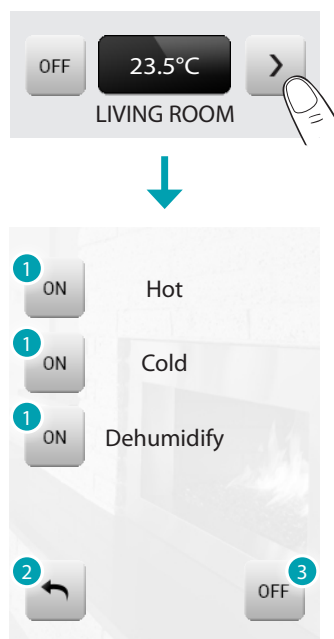 OFF 23.5°C >
LIVING ROOM
1 ON Hot
1 ON Cold
1 ON Dehumidify
2 OFF 3